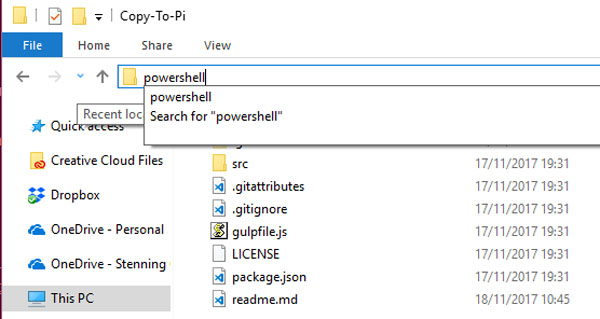 Copy-To-Pi
File Home Share View
powershell
powershell
Recent loc
Search for "powershell"
Quick access
Creative Cloud Files
src 17/11/2017 19:31
Dropbox
.gitattributes 17/11/2017 19:31
.gitignore 17/11/2017 19:31
OneDrive - Personal
gulpfile.js 17/11/2017 19:31
OneDrive - Stenning
LICENSE 17/11/2017 19:31
package.json 17/11/2017 19:31
This PC
readme.md 18/11/2017 10:45